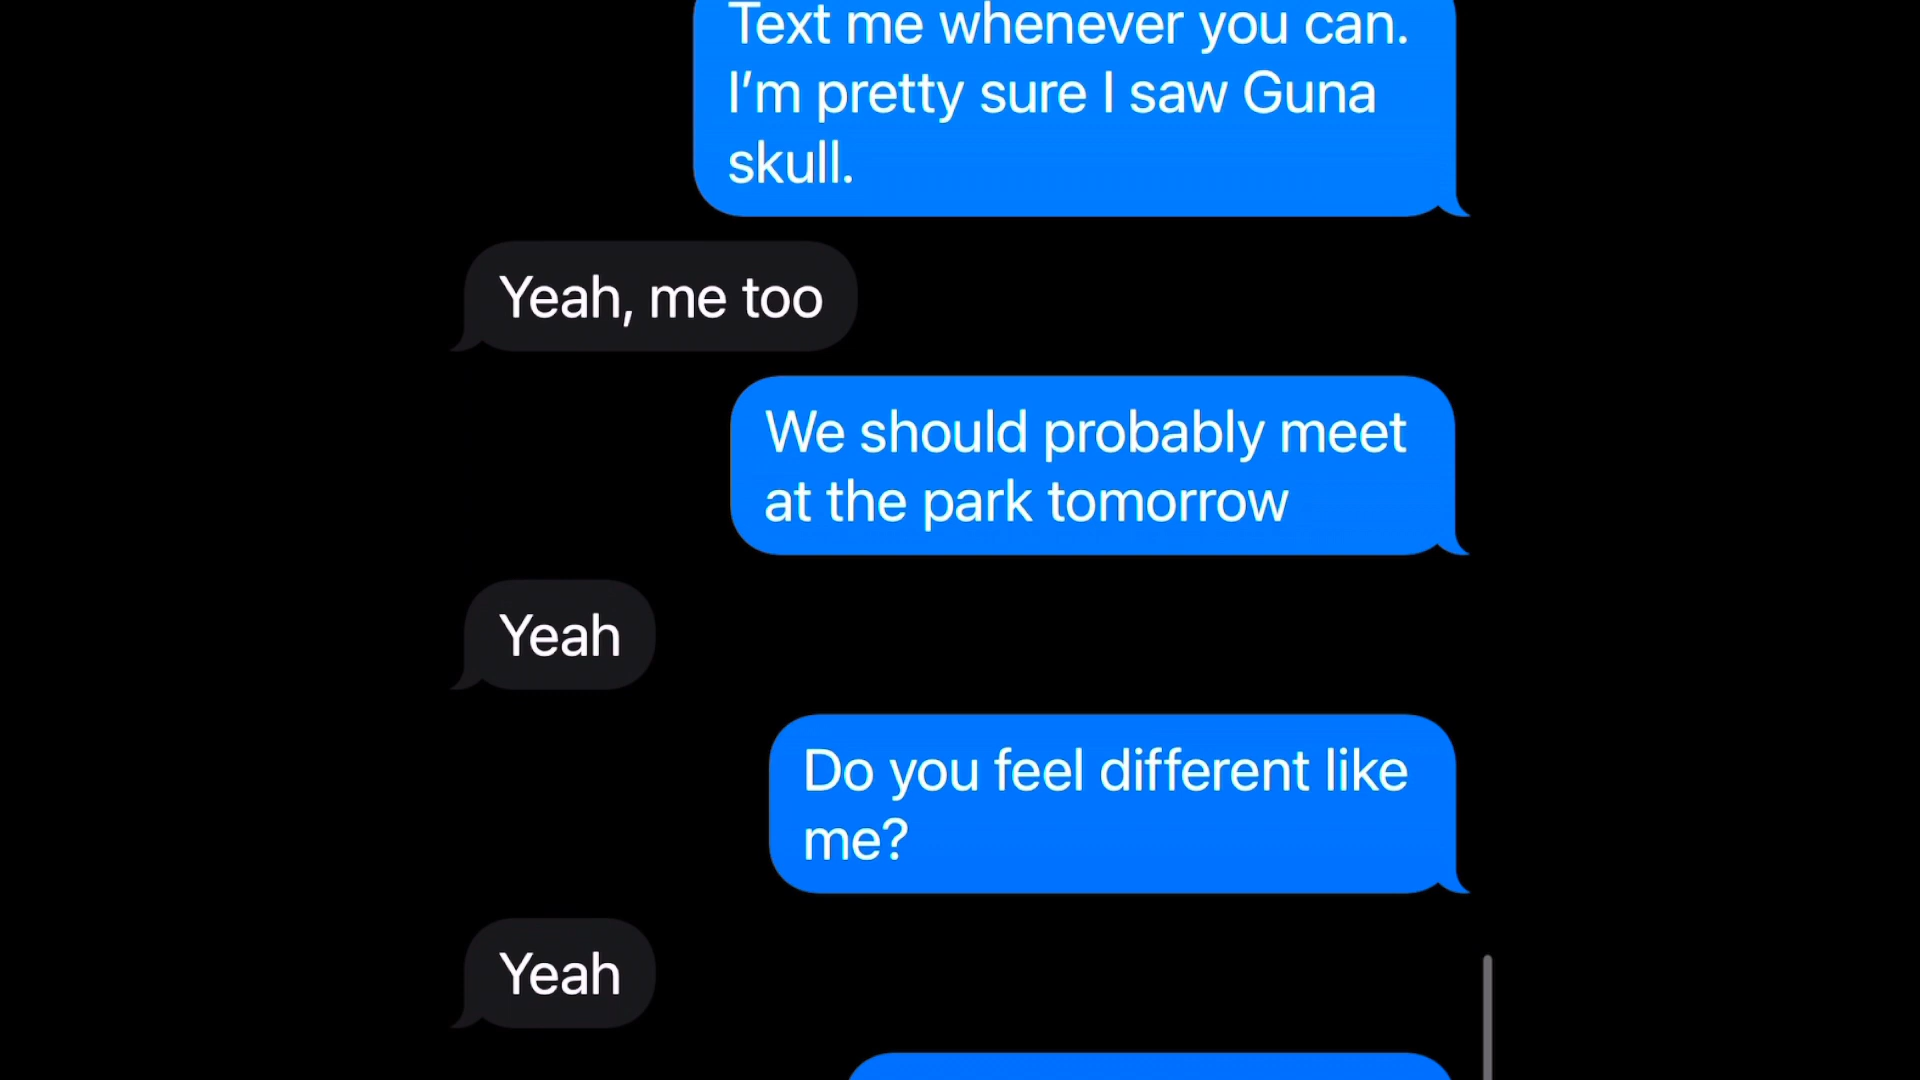 Text me whenever you can.
I'm pretty sure I saw Guna
skull.
Yeah, me too
We should probably meet
at the park tomorrow
Yeah
Do you feel different like
me?
Yeah